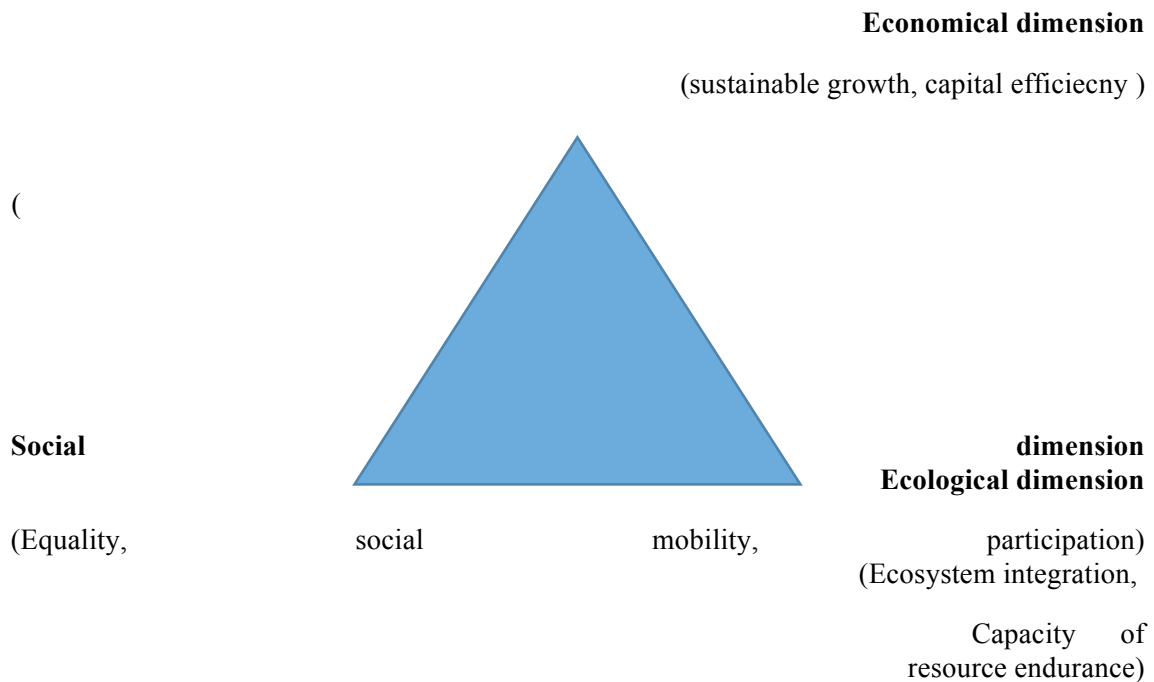 Economical dimension
(sustainable growth, capital efficiecny )
(
Social dimension
Ecological dimension
(Equality, social mobility, participation)
(Ecosystem integration,
Capacity of
resource endurance)